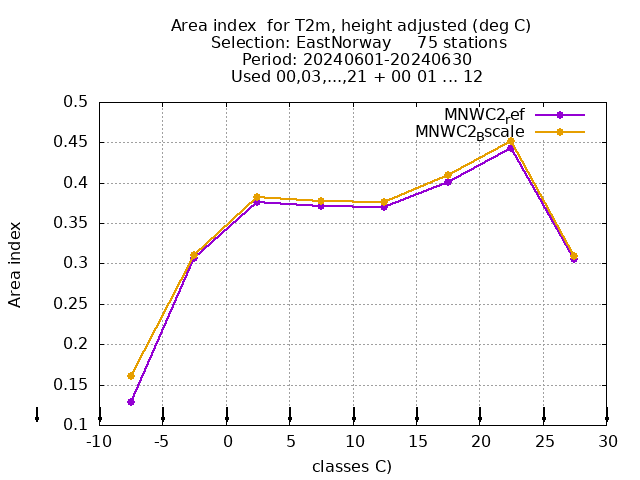 Area index  for T2m, height adjusted (deg C)
Selection: EastNorway     75 stations
Period: 20240601-20240630
Used 00,03,...,21 + 00 01 ... 12
MNWC2ref
MNWC2Bscale
0.5
0.45
0.4
0.35
0.3
0.25
0.2
0.15
0.1
Area index
-10 -5 0 5 10 15 20 25 30
classes C)